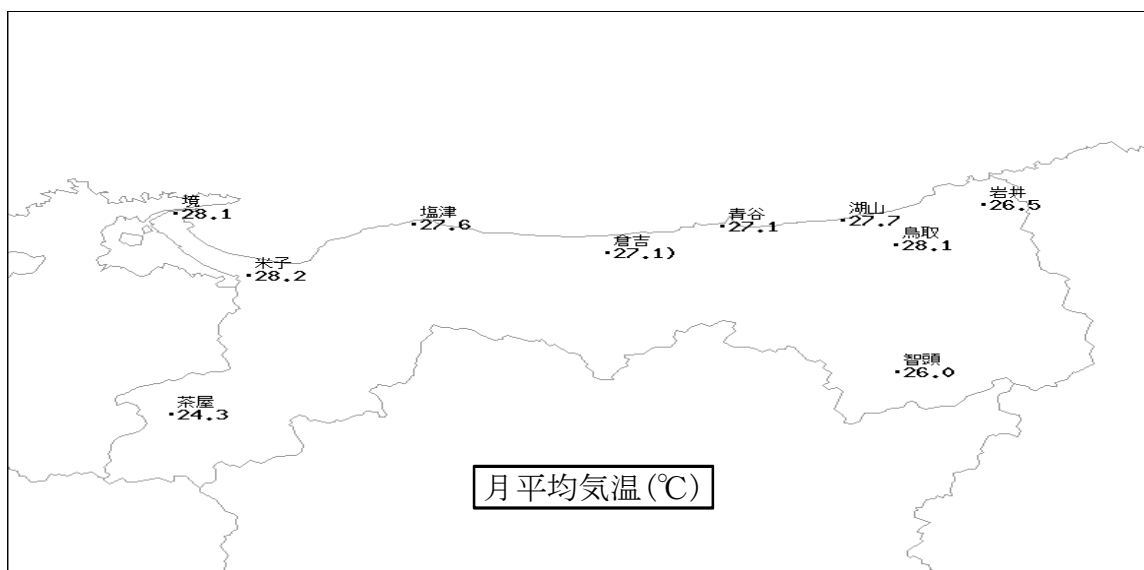 境
28.1
米子
28.2
塩津
27.6
倉吉
27.1)
青谷
27.1
湖山
27.7
鳥取
28.1
岩井
26.5
智頭
26.0
茶屋
24.3
月平均気温(℃)